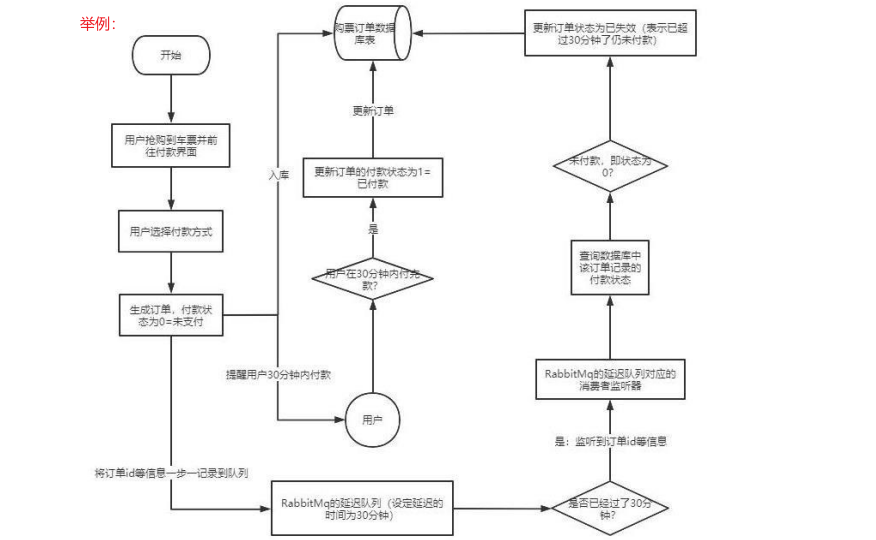 举例：
开始
用户抢购到车票并前
往付款界面
用户选择付款方式
生成订单，付款状
态为0=未支付
入库
提醒用户30分钟内付款
将订单id等信息一步一记录到队列
购票订单数据
库表
更新订单
更新订单的付款状态为1=
已付款
是
用户在30分钟内付完
款？
用户
RabbitMq的延迟队列（设定延迟的
时间为30分钟）
是否已经过了30分
钟？
是：监听到订单id等信息
RabbitMq的延迟队列对应的
消费者监听器
查询数据库中
该订单记录的
付款状态
未付款，即状态为
0?
更新订单状态为已失效（表示已超
过30分钟了仍未付款）